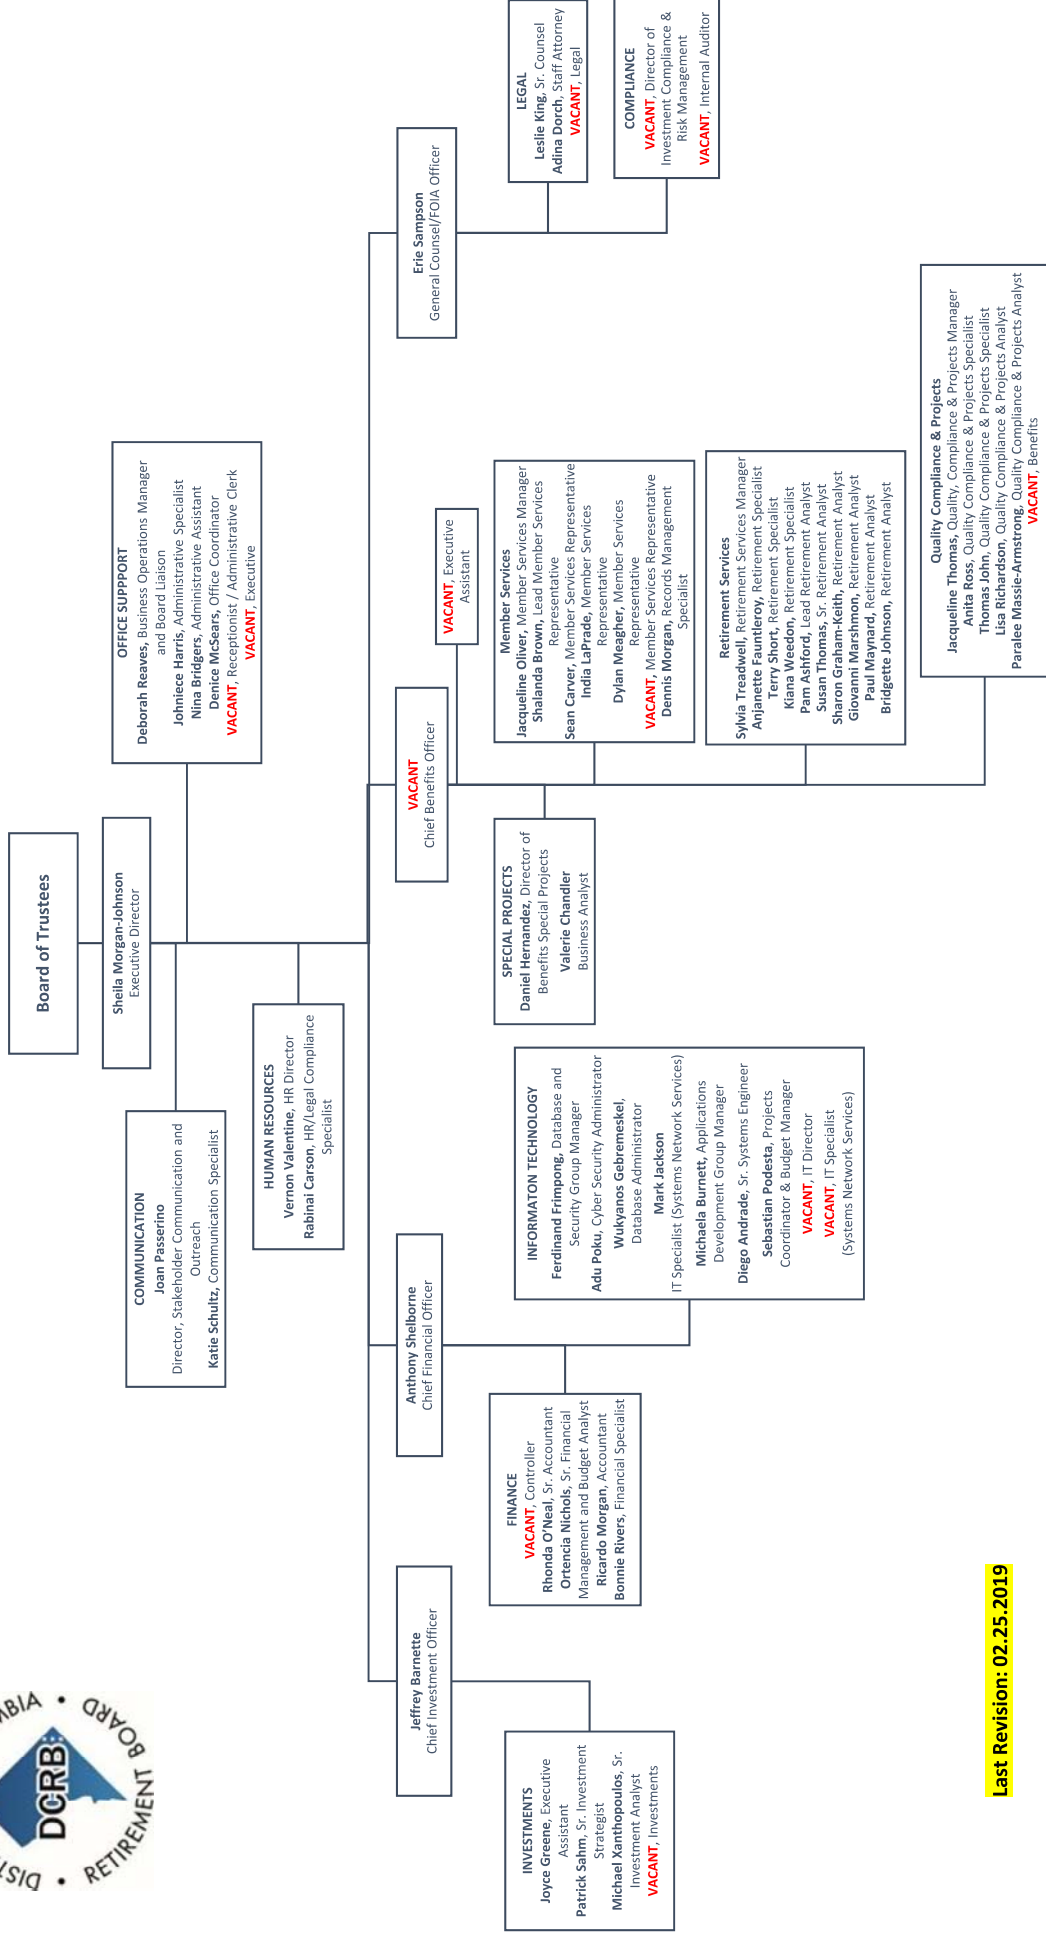 DCRB
RETIREMENT BOARD
Board of Trustees
Sheila Morgan-Johnson
Executive Director
OFFICE SUPPPORT
Deborah Reaves, Business Operations Manager
and Board Liaison
Johniece Harris, Administrative Specialist
Nina Bridgers, Administrative Assistant
Denice McSears, Office Coordinator
VACANT, Receptionist / Administrative Clerk
VACANT, Executive
COMMUNICATION
Joan Passerino
Director, Stakeholder Communication and
Outreach
Katie Schultz, Communication Specialist
HUMAN RESOURCES
Vernon Valentine, HR Director
Rabinai Carson, HR/Legal Compliance
Specialist
Jeffrey Barnette
Chief Investment Officer
Anthony Shelborne
Chief Financial Officer
VACANT
Chief Benefits Officer
Erie Sampson
General Counsel/FOIA Officer
VACANT, Executive
Assistant
INVESTMENTS
Joyce Greene, Executive
Assistant
Patrick Sahm, Sr. Investment
Strategist
Michael Xanthopoulos, Sr.
Investment Analyst
VACANT, Investments
FINANCE
VACANT, Controller
Rhonda O'Neal, Sr. Accountant
Ortencia Nichols, Sr. Financial
Management and Budget Analyst
Ricardo Morgan, Accountant
Bonnie Rivers, Financial Specialist
INFORMATON TECHNOLOGY
Ferdinand Frimpong, Database and
Security Group Manager
Adu Poku, Cyber Security Administrator
Wukyanos Gebremeskel,
Database Administrator
Mark Jackson
IT Specialist (Systems Network Services)
Michaela Burnett, Applications
Development Group Manager
Diego Andrade, Sr. Systems Engineer
Sebastian Podesta, Projects
Coordinator & Budget Manager
VACANT, IT Director
VACANT, IT Specialist
(Systems Network Services)
SPECIAL PROJECTS
Daniel Hernandez, Director of
Benefits Special Projects
Valerie Chandler
Business Analyst
Member Services
Jacqueline Oliver, Member Services Manager
Shalanda Brown, Lead Member Services
Representative
Sean Carver, Member Services Representative
India LaPrade, Member Services
Representative
Dylan Meagher, Member Services
Representative
VACANT, Member Services Representative
Dennis Morgan, Records Management
Specialist
Retirement Services
Sylvia Treadwell, Retirement Services Manager
Anjanette Fauntleroy, Retirement Specialist
Terry Short, Retirement Specialist
Kiana Weedon, Retirement Specialist
Pam Ashford, Lead Retirement Analyst
Susan Thomas, Sr. Retirement Analyst
Sharon Graham-Keith, Retirement Analyst
Giovanni Marshmon, Retirement Analyst
Paul Maynard, Retirement Analyst
Bridgette Johnson, Retirement Analyst
Quality Compliance & Projects
Jacqueline Thomas, Quality, Compliance & Projects Manager
Anita Ross, Quality Compliance & Projects Specialist
Thomas John, Quality Compliance & Projects Specialist
Lisa Richardson, Quality Compliance & Projects Analyst
Paralee Massie-Armstrong, Quality Compliance & Projects Analyst
VACANT, Benefits
LEGAL
Leslie King, Sr. Counsel
Adina Dorch, Staff Attorney
VACANT, Legal
COMPLIANCE
VACANT, Director of
Investment Compliance &
Risk Management
VACANT, Internal Auditor
Last Revision: 02.25.2019